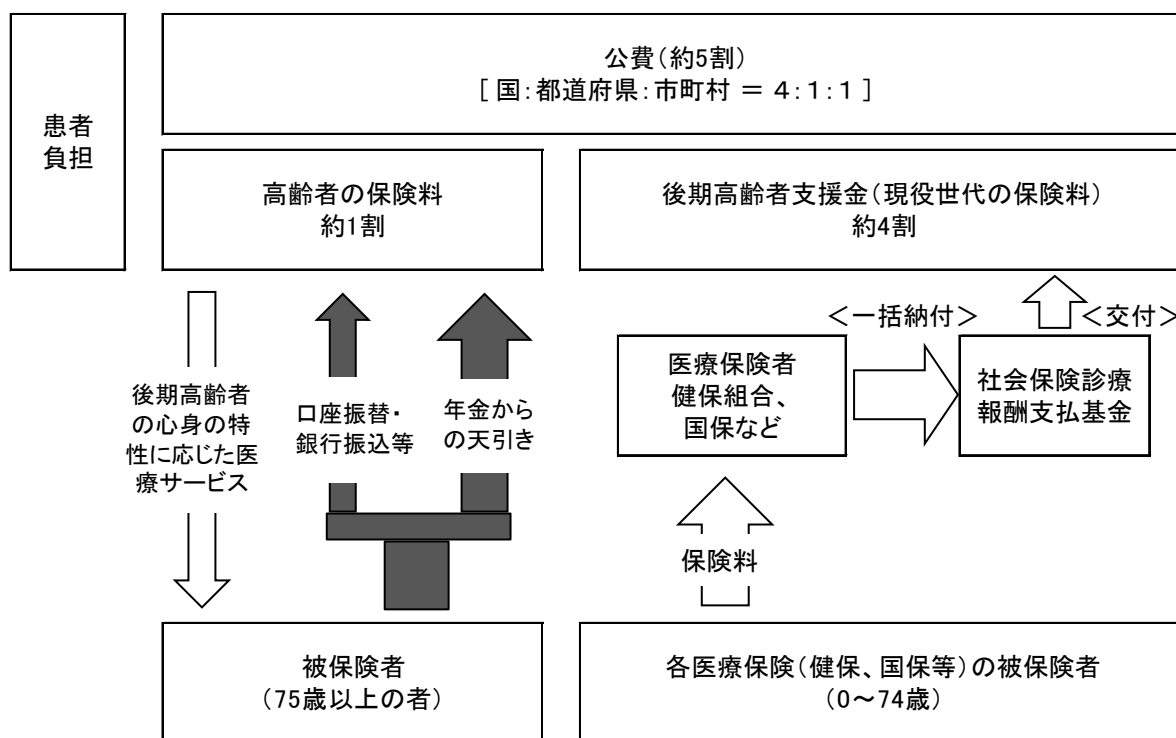 公費(約5割)
[ 国:都道府県:市町村 = 4:1:1 ]
患者
負担
高齢者の保険料
約1割
後期高齢者支援金(現役世代の保険料)
約4割
<一括納付>
<交付>
医療保険者
健保組合、
国保など
社会保険診療
報酬支払基金
後期高齢者
の心身の特
性に応じた医
療サービス
口座振替・
銀行振込等
年金から
の天引き
保険料
被保険者
(75歳以上の者)
各医療保険(健保、国保等)の被保険者
(0~74歳)